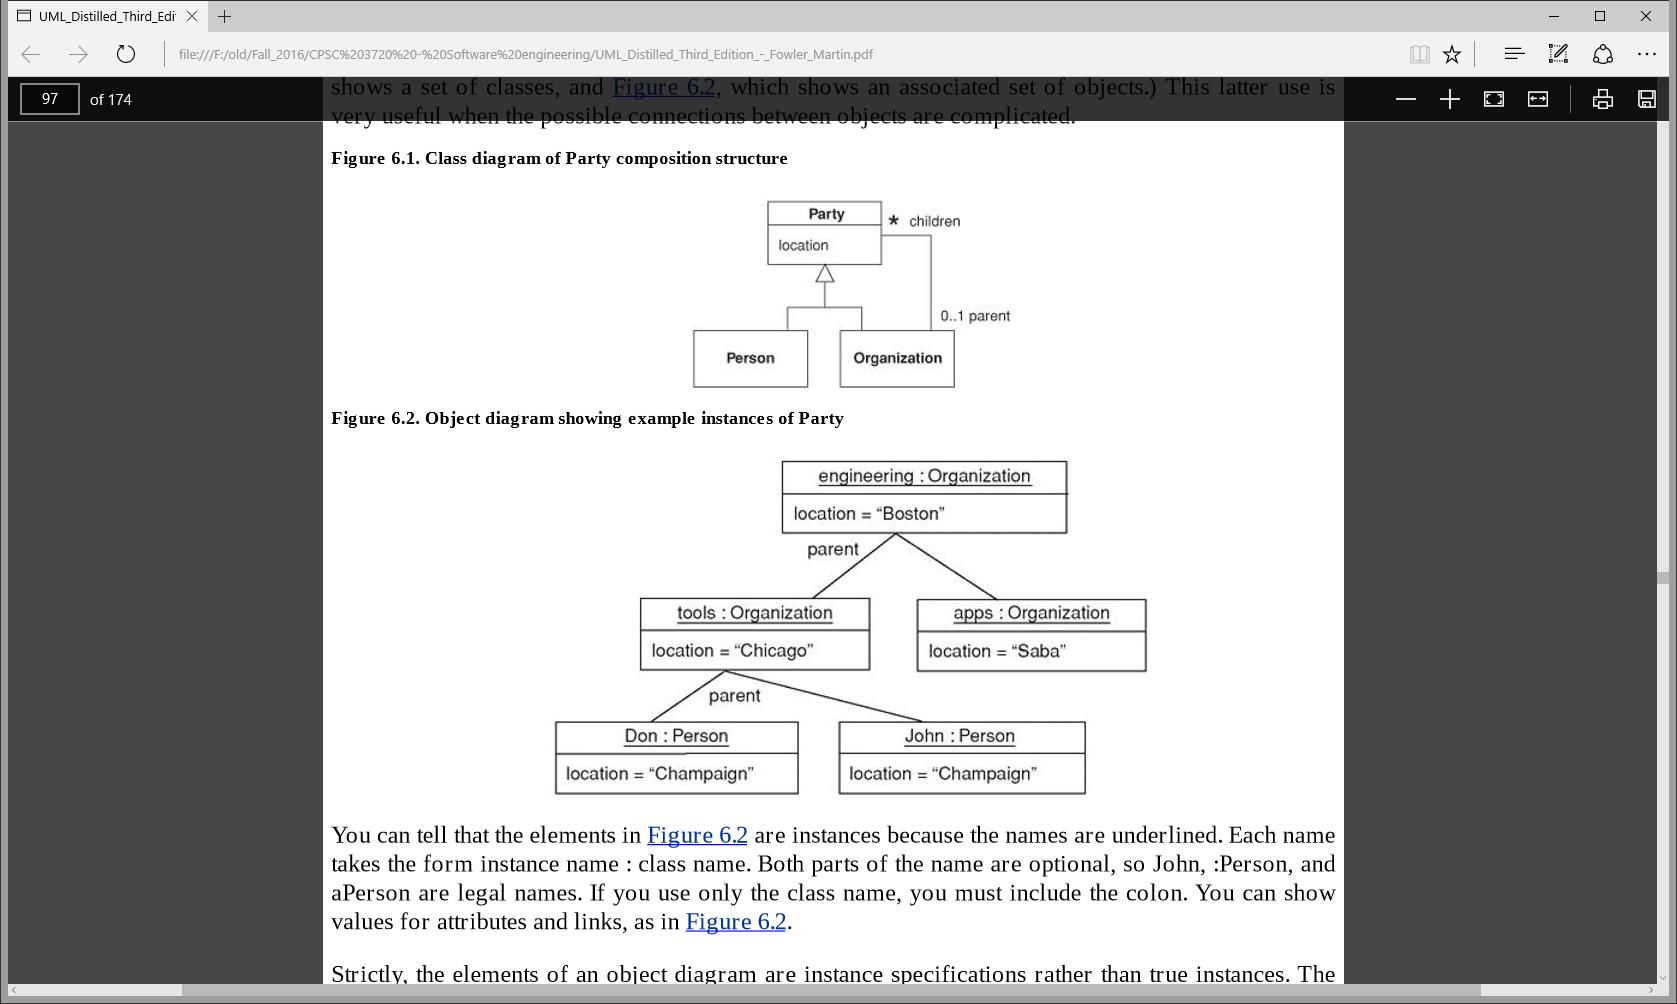 UML_Distilled_Third_Edi
file:///F:/old/Fall_2016/CPSC%203720%20-%20Software%20engineering/UML_Distilled_Third_Edition_-_Fowler_Martin.pdf
97 of 174
shows a set of classes, and Figure 6.2, which shows an associated set of objects.) This latter use is
very useful when the possible connections between objects are complicated.
Figure 6.1. Class diagram of Party composition structure
Party
* children
location
0..1 parent
Person
Organization
Figure 6.2. Object diagram showing example instances of Party
engineering : Organization
location = “Boston”
parent
tools : Organization
apps : Organization
location = “Chicago”
location = “Saba”
parent
Don : Person
John : Person
location = “Champaign”
location = “Champaign”
You can tell that the elements in Figure 6.2 are instances because the names are underlined. Each name
takes the form instance name : class name. Both parts of the name are optional, so John, :Person, and
aPerson are legal names. If you use only the class name, you must include the colon. You can show
values for attributes and links, as in Figure 6.2.
Strictly, the elements of an object diagram are instance specifications rather than true instances. The